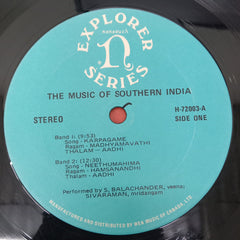 EXPLORER
nonesuch
n
SERIES
THE MUSIC OF SOUTHERN INDIA
STEREO
H-72003-A
SIDE ONE
Band 1: (9:53)
Song - KARPAGAME
Ragam - MADHYAMAVATHI
Thalam - AADHI
Band 2: (12:30)
Song - NEETHUMAHIMA
Ragam - HAMSANANDHI
Thalam - AADHI
Performed by S. BALACHANDER, veena;
SIVARAMAN, mridangam
MANUFACTURED AND DISTRIBUTED BY WEA MUSIC OF CANADA, LTD.